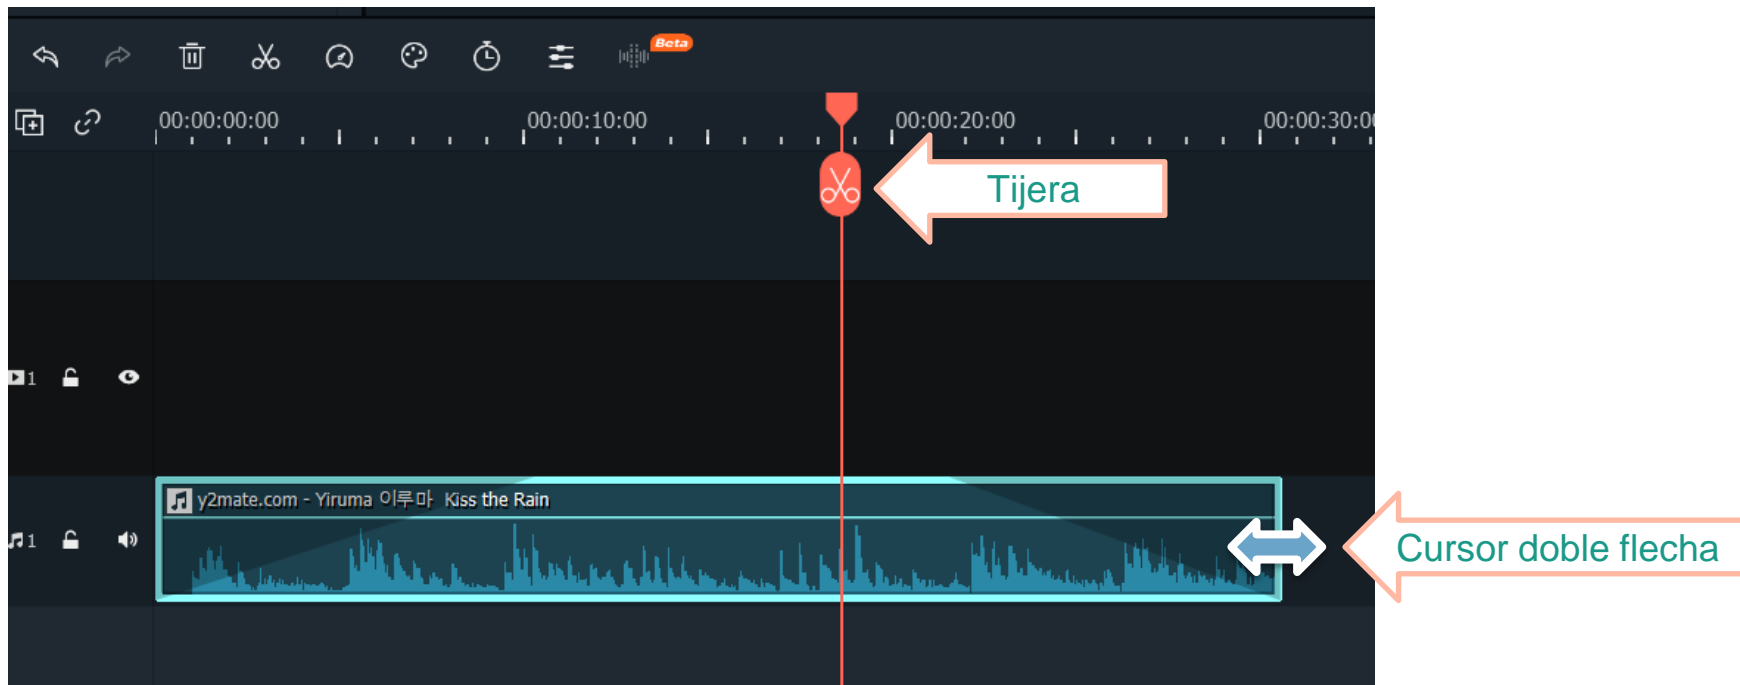 Beta
00:00:00:00 00:00:10:00 00:00:20:00 00:00:30:0
Tijera
1
y2mate.com - Yiruma 이루마 Kiss the Rain
1
Cursor doble flecha